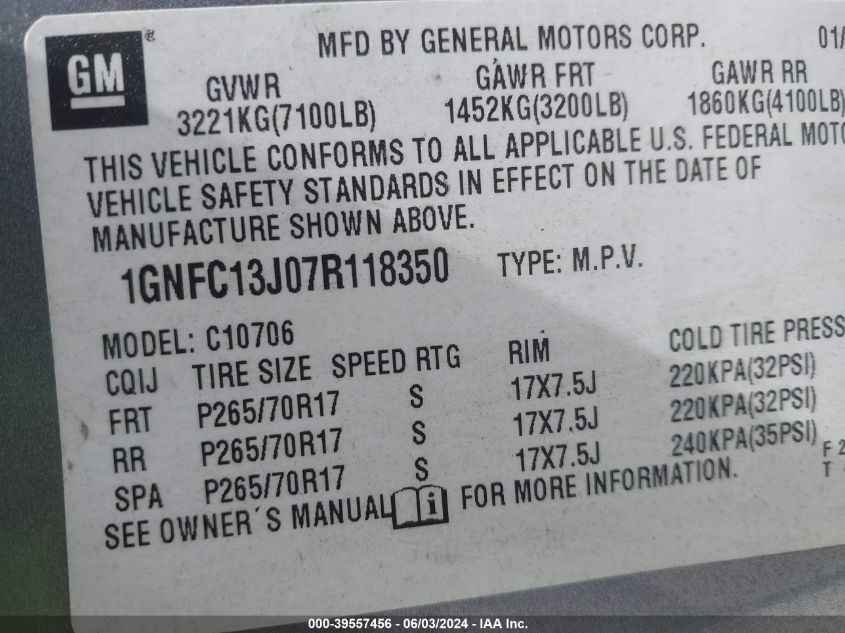 GM ® MFD BY GENERAL MOTORS CORP. 01/
GVWR GAWR FRT GAWR RR
3221KG(7100LB) 1452KG(3200LB) 1860KG(4100LB)
THIS VEHICLE CONFORMS TO ALL APPLICABLE U.S. FEDERAL MOTO
VEHICLE SAFETY STANDARDS IN EFFECT ON THE DATE OF
MANUFACTURE SHOWN ABOVE.
1GNFC13J07R118350 TYPE: M.P.V.
MODEL: C10706
CQIJ TIRE SIZE SPEED RTG RIM COLD TIRE PRESS
FRT P265/70R17 S 17X7.5J 220KPA(32PSI)
RR P265/70R17 S 17X7.5J 220KPA(32PSI)
SPA P265/70R17 S 17X7.5J 240KPA(35PSI)
SEE OWNER´S MANUAL i FOR MORE INFORMATION.
F 2
T
000-39557456 - 06/03/2024 - IAA Inc.